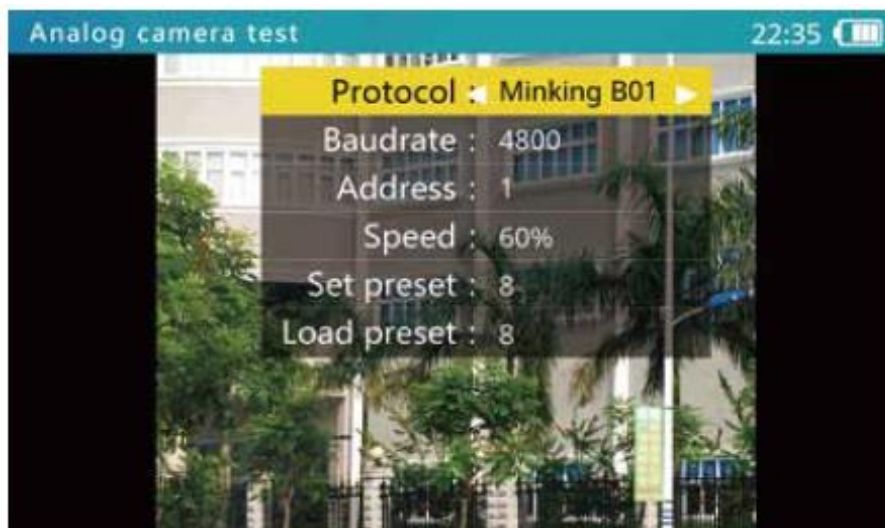 Analog camera test 22:35
Protocol : Minking B01
Baudrate : 4800
Address : 1
Speed : 60%
Set preset : 8
Load preset : 8